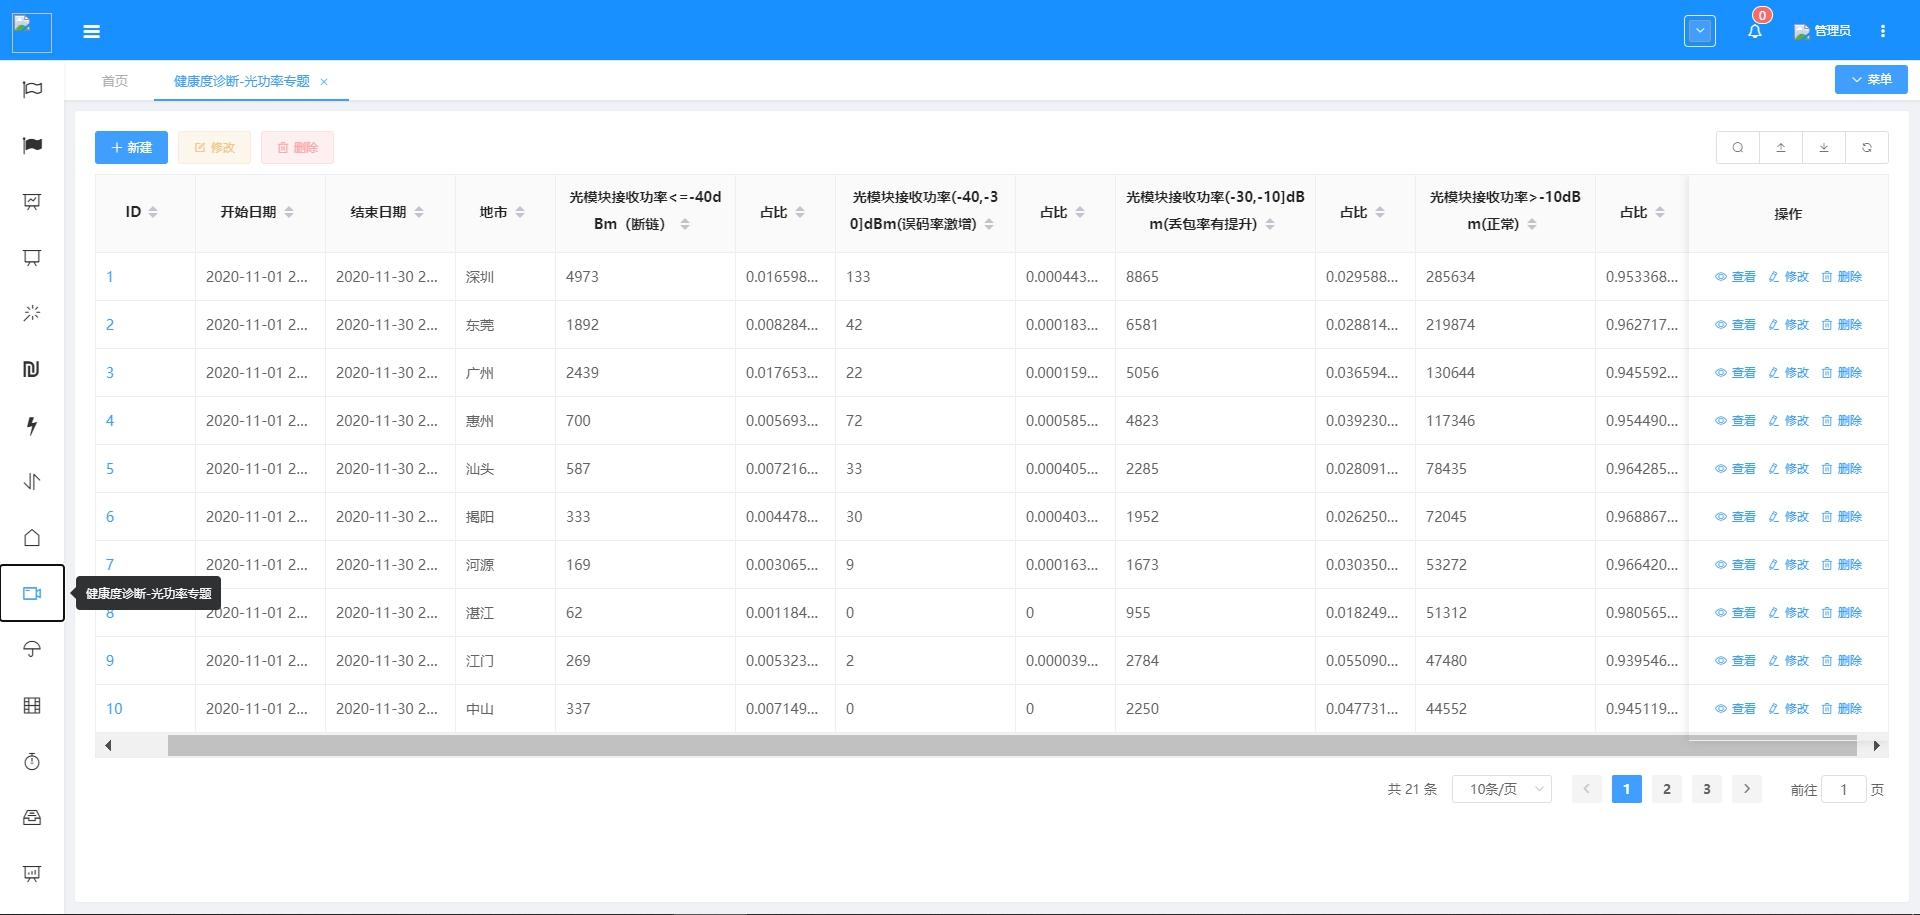 0
管理员
首页 健康度诊断-光功率专题 ×
菜单
+ 新建 修改 删除
ID 开始日期 结束日期 地市 光模块接收功率<=-40d 占比 光模块接收功率(-40,-3 占比 光模块接收功率(-30,-10]dB 占比 光模块接收功率>-10dB 占比 操作
Bm（断链） 0]dBm(误码率激增) m(丢包率有提升) m(正常)
1 2020-11-01 2... 2020-11-30 2... 深圳 4973 0.016598... 133 0.000443... 8865 0.029588... 285634 0.953368... 查看 修改 删除
2 2020-11-01 2... 2020-11-30 2... 东莞 1892 0.008284... 42 0.000183... 6581 0.028814... 219874 0.962717... 查看 修改 删除
3 2020-11-01 2... 2020-11-30 2... 广州 2439 0.017653... 22 0.000159... 5056 0.036594... 130644 0.945592... 查看 修改 删除
4 2020-11-01 2... 2020-11-30 2... 惠州 700 0.005693... 72 0.000585... 4823 0.039230... 117346 0.954490... 查看 修改 删除
5 2020-11-01 2... 2020-11-30 2... 汕头 587 0.007216... 33 0.000405... 2285 0.028091... 78435 0.964285... 查看 修改 删除
6 2020-11-01 2... 2020-11-30 2... 揭阳 333 0.004478... 30 0.000403... 1952 0.026250... 72045 0.968867... 查看 修改 删除
7 2020-11-01 2... 2020-11-30 2... 河源 169 0.003065... 9 0.000163... 1673 0.030350... 53272 0.966420... 查看 修改 删除
健康度诊断-光功率专题
8 2020-11-01 2... 2020-11-30 2... 湛江 62 0.001184... 0 0 955 0.018249... 51312 0.980565... 查看 修改 删除
9 2020-11-01 2... 2020-11-30 2... 江门 269 0.005323... 2 0.000039... 2784 0.055090... 47480 0.939546... 查看 修改 删除
10 2020-11-01 2... 2020-11-30 2... 中山 337 0.007149... 0 0 2250 0.047731... 44552 0.945119... 查看 修改 删除
共 21 条 10条/页 1 2 3 前往 1 页